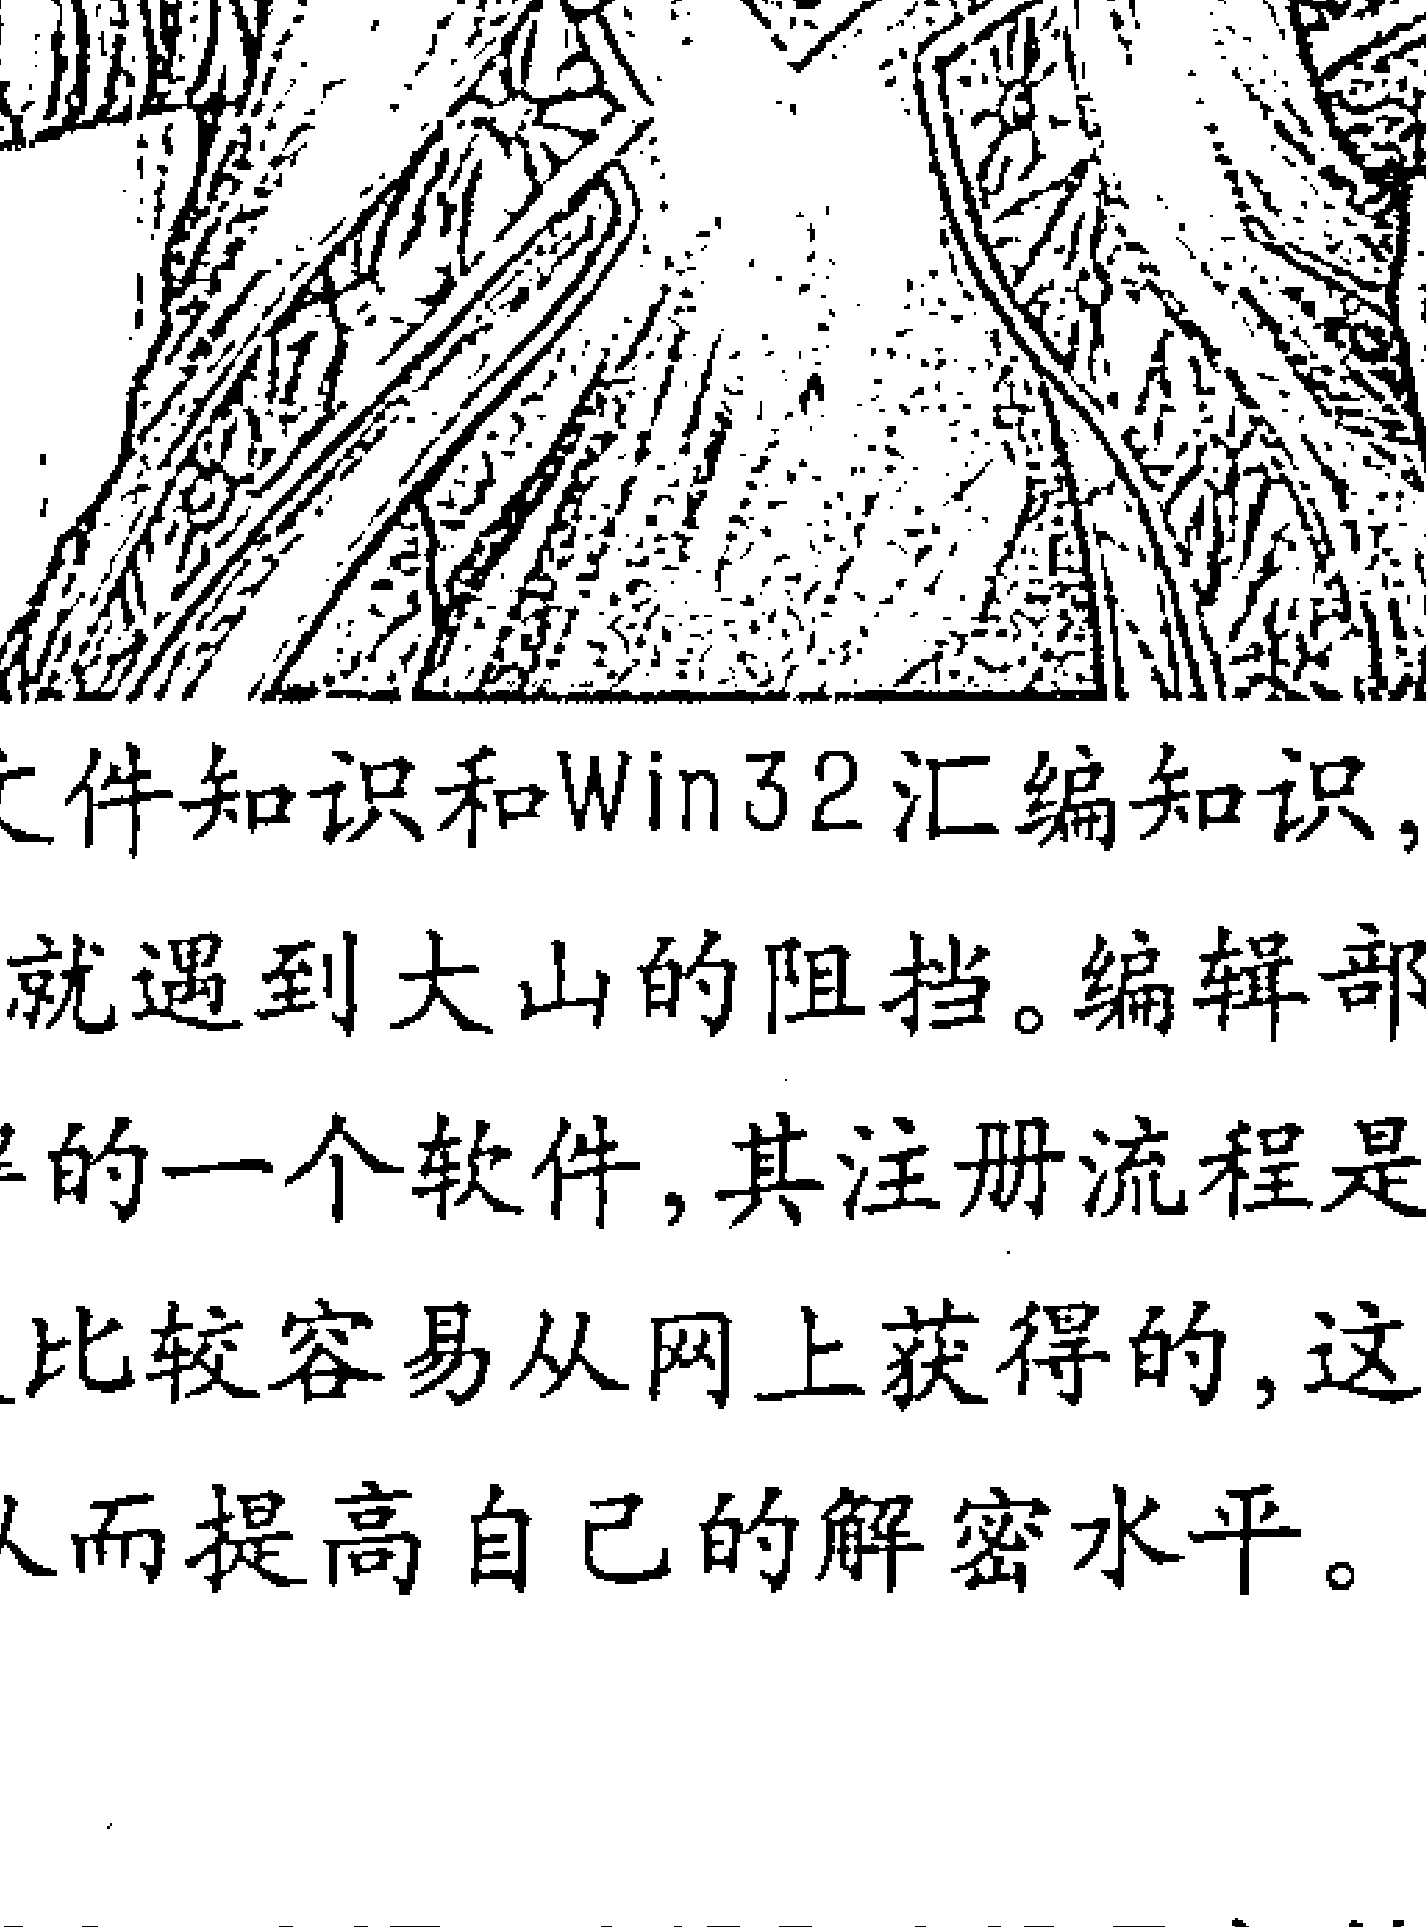 文件知识和Win32汇编知识，
就遇到大山的阻挡。编辑部
的一个软件，其注册流程是
比较容易从网上获得的，这
从而提高自己的解密水平。